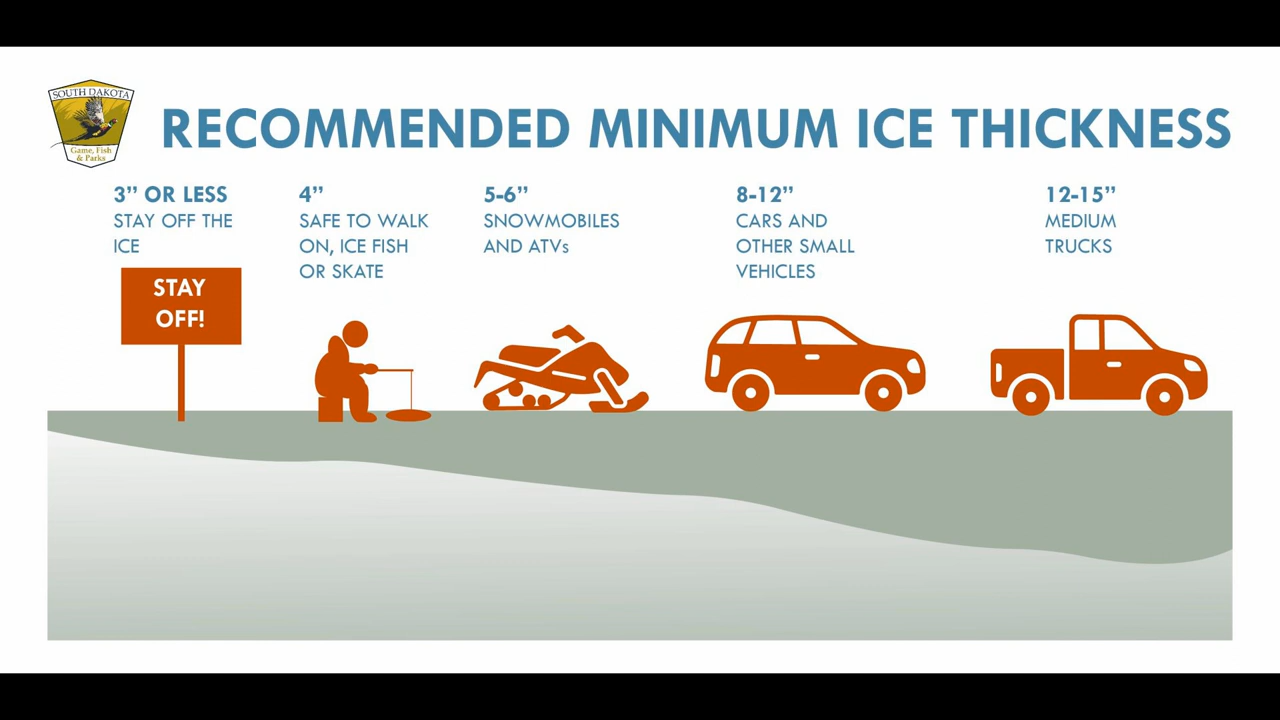 SOUTH DAKOTA
Game, Fish
& Parks
RECOMMENDED MINIMUM ICE THICKNESS
3” OR LESS
STAY OFF THE
ICE
STAY
OFF!
4”
SAFE TO WALK
ON, ICE FISH
OR SKATE
5-6”
SNOWMOBILES
AND ATVs
8-12”
CARS AND
OTHER SMALL
VEHICLES
12-15”
MEDIUM
TRUCKS